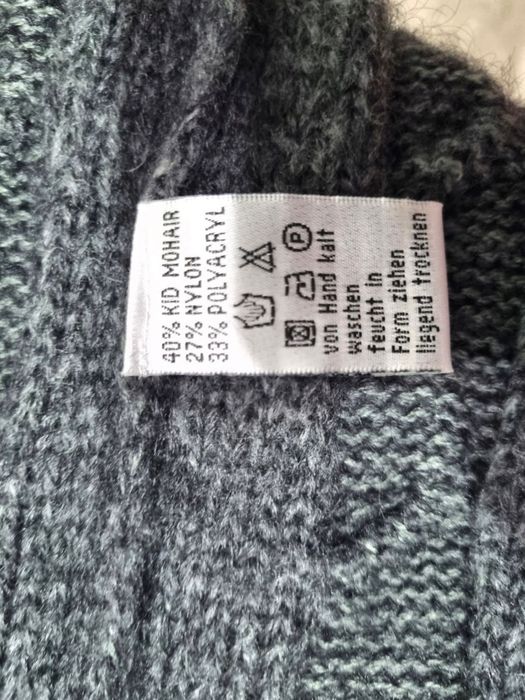 40% KID MOHAIR
27% NYLON
33% POLYACRYL
P
von Hand kalt
waschen
feucht in
Form ziehen
liegend trocknen